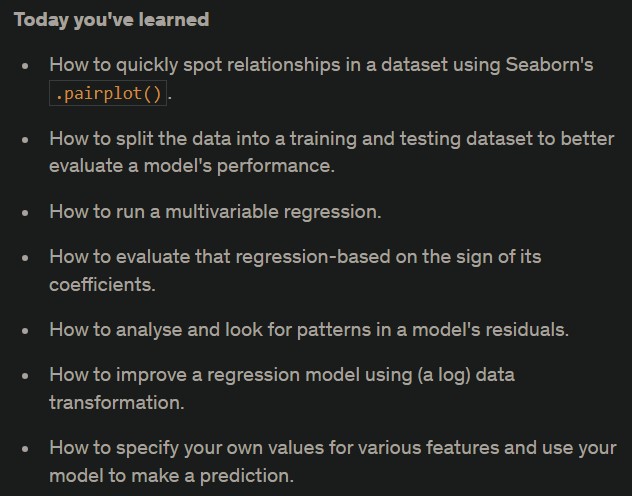 Today you've learned
• How to quickly spot relationships in a dataset using Seaborn's
.pairplot().
• How to split the data into a training and testing dataset to better
evaluate a model's performance.
• How to run a multivariable regression.
• How to evaluate that regression-based on the sign of its
coefficients.
• How to analyse and look for patterns in a model's residuals.
• How to improve a regression model using (a log) data
transformation.
• How to specify your own values for various features and use your
model to make a prediction.